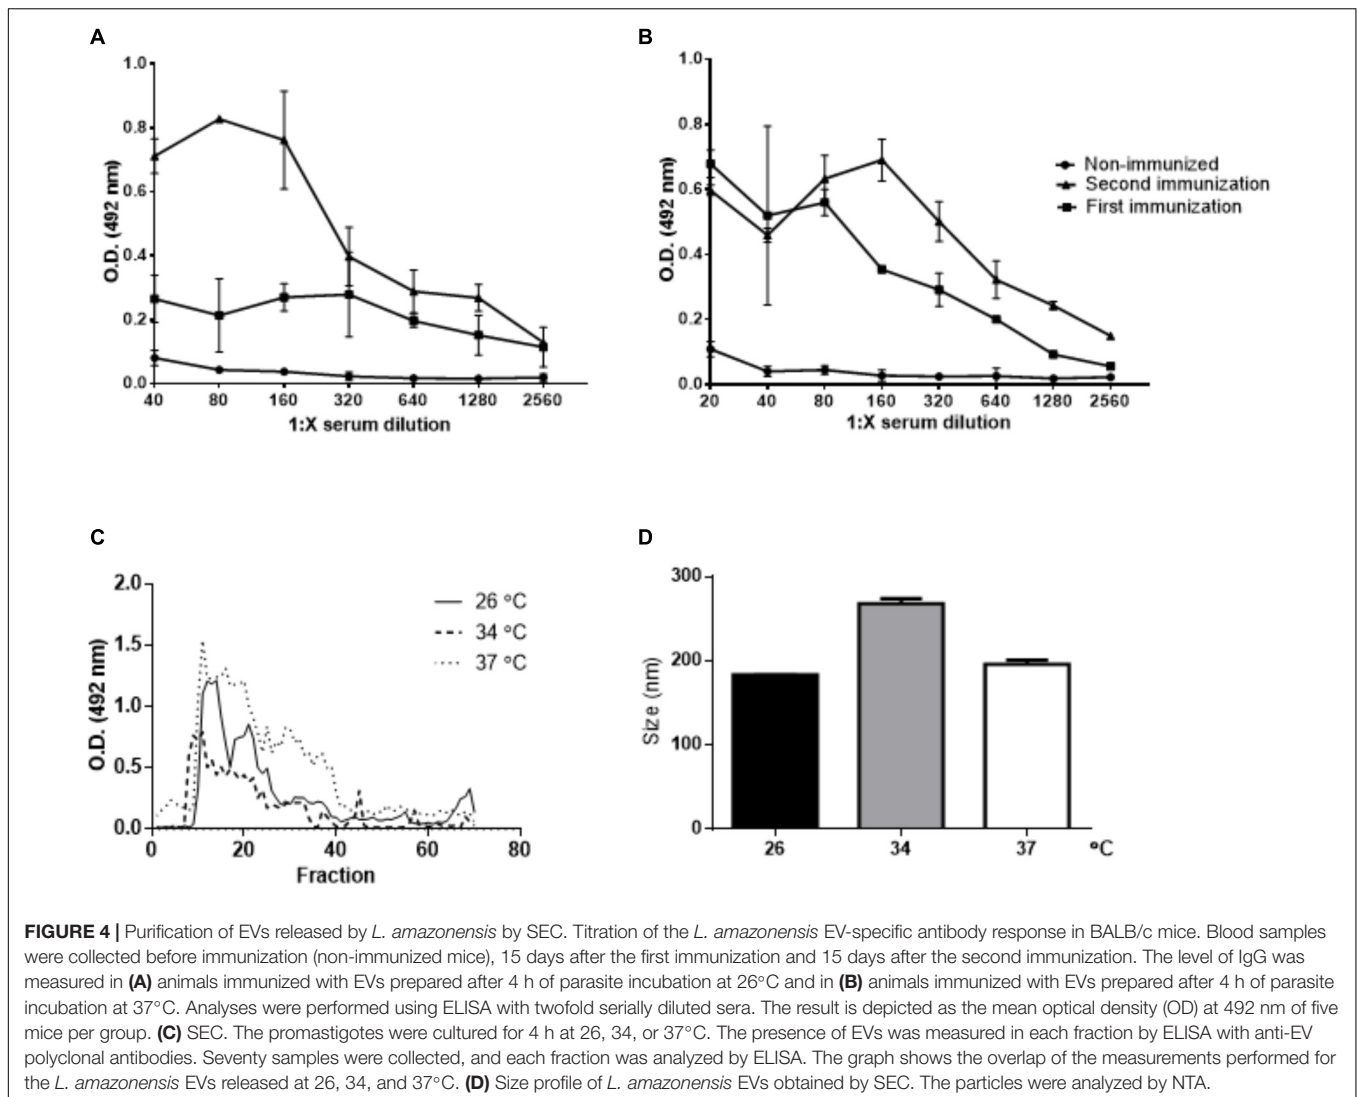 A
1.0
0.8
0.6
0.4
0.2
0.0
O.D. (492 nm)
40 80 160 320 640 1280 2560
1:X serum dilution
B
1.0
0.8
0.6
0.4
0.2
0.0
O.D. (492 nm)
20 40 80 160 320 640 1280 2560
1:X serum dilution
Non-immunized
Second immunization
First immunization
C
2.0
1.5
1.0
0.5
0.0
O.D. (492 nm)
0 20 40 60 80
Fraction
26 °C
34 °C
37 °C
D
300
200
100
0
Size (nm)
26 34 37 °C
FIGURE 4 | Purification of EVs released by L. amazonensis by SEC. Titration of the L. amazonensis EV-specific antibody response in BALB/c mice. Blood samples
were collected before immunization (non-immunized mice), 15 days after the first immunization and 15 days after the second immunization. The level of IgG was
measured in (A) animals immunized with EVs prepared after 4 h of parasite incubation at 26°C and in (B) animals immunized with EVs prepared after 4 h of parasite
incubation at 37°C. Analyses were performed using ELISA with twofold serially diluted sera. The result is depicted as the mean optical density (OD) at 492 nm of five
mice per group. (C) SEC. The promastigotes were cultured for 4 h at 26, 34, or 37°C. The presence of EVs was measured in each fraction by ELISA with anti-EV
polyclonal antibodies. Seventy samples were collected, and each fraction was analyzed by ELISA. The graph shows the overlap of the measurements performed for
the L. amazonensis EVs released at 26, 34, and 37°C. (D) Size profile of L. amazonensis EVs obtained by SEC. The particles were analyzed by NTA.